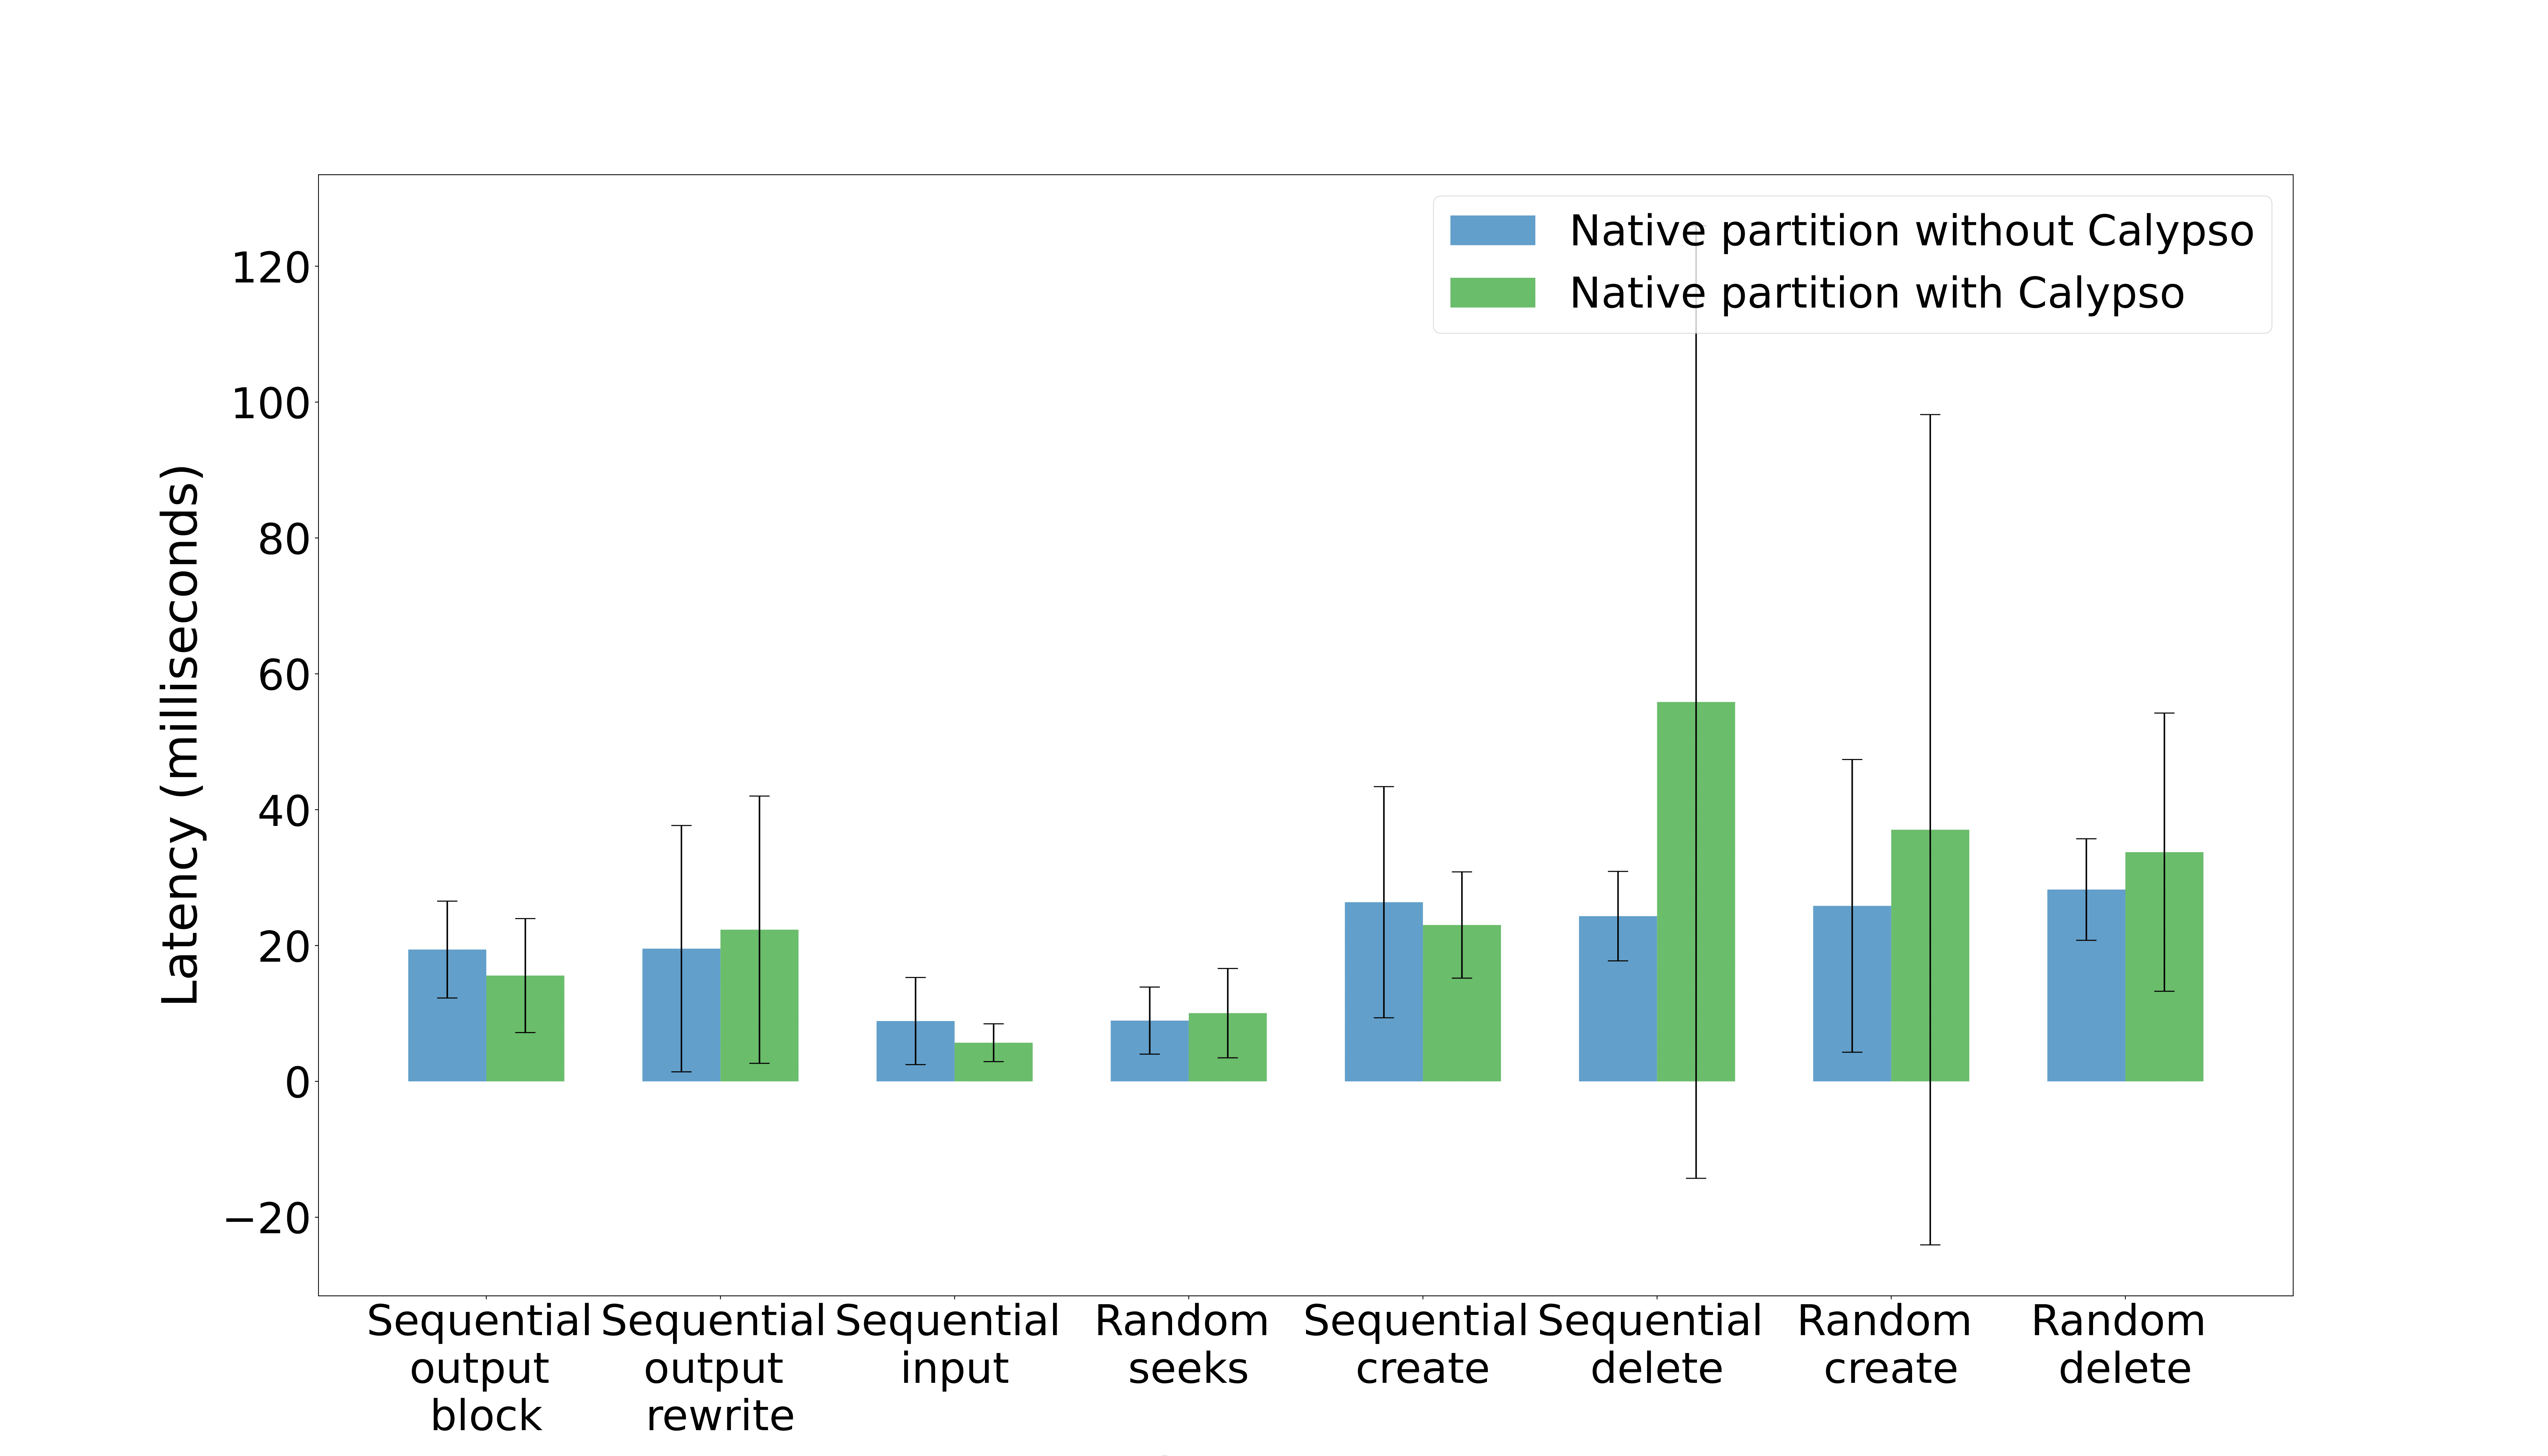 Native partition without Calypso
Native partition with Calypso
Latency (milliseconds)
120
100
80
60
40
20
0
−20
Sequential output block
Sequential output rewrite
Sequential input
Random seeks
Sequential create
Sequential delete
Random create
Random delete